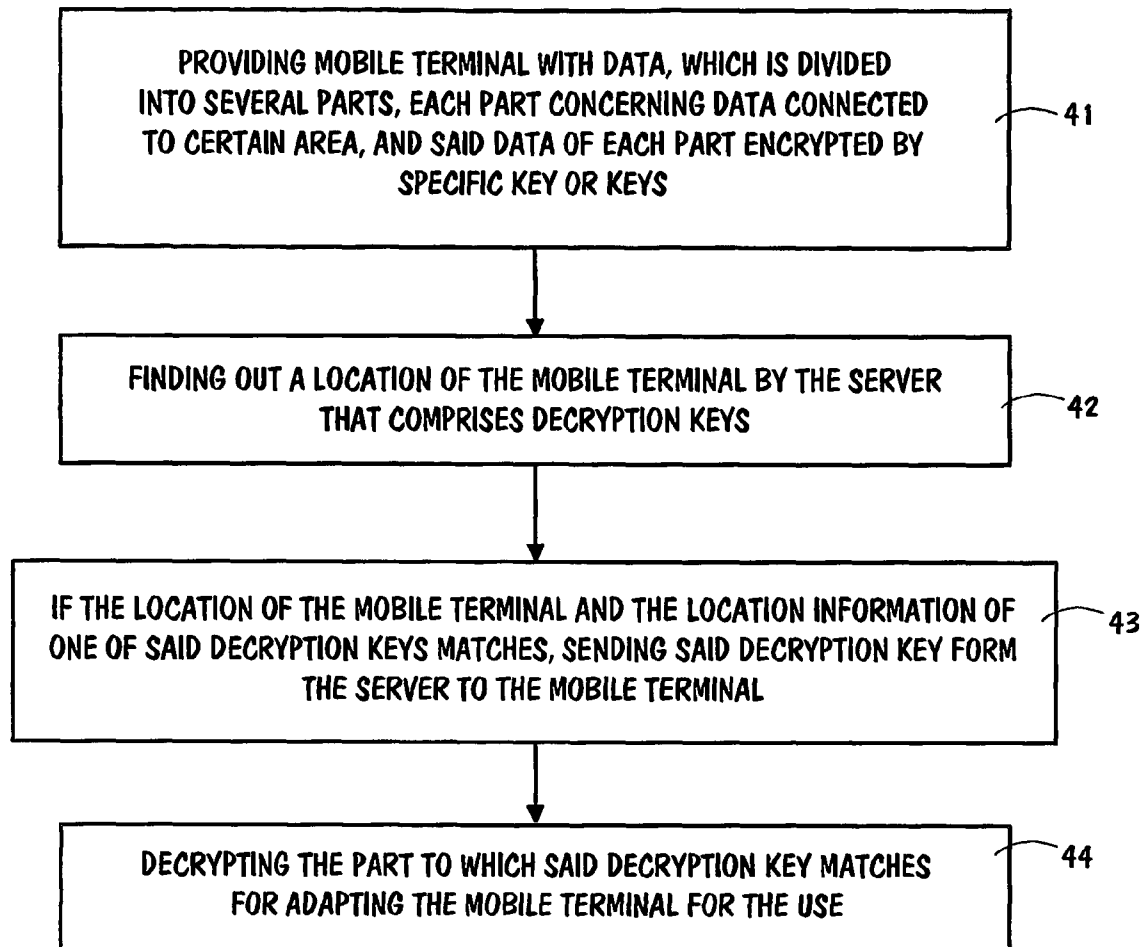 PROVIDING MOBILE TERMINAL WITH DATA, WHICH IS DIVIDED
INTO SEVERAL PARTS, EACH PART CONCERNING DATA CONNECTED
TO CERTAIN AREA, AND SAID DATA OF EACH PART ENCRYPTED BY
SPECIFIC KEY OR KEYS
41
FINDING OUT A LOCATION OF THE MOBILE TERMINAL BY THE SERVER
THAT COMPRISES DECRYPTION KEYS
42
IF THE LOCATION OF THE MOBILE TERMINAL AND THE LOCATION INFORMATION OF
ONE OF SAID DECRYPTION KEYS MATCHES, SENDING SAID DECRYPTION KEY FORM
THE SERVER TO THE MOBILE TERMINAL
43
DECRYPTING THE PART TO WHICH SAID DECRYPTION KEY MATCHES
FOR ADAPTING THE MOBILE TERMINAL FOR THE USE
44